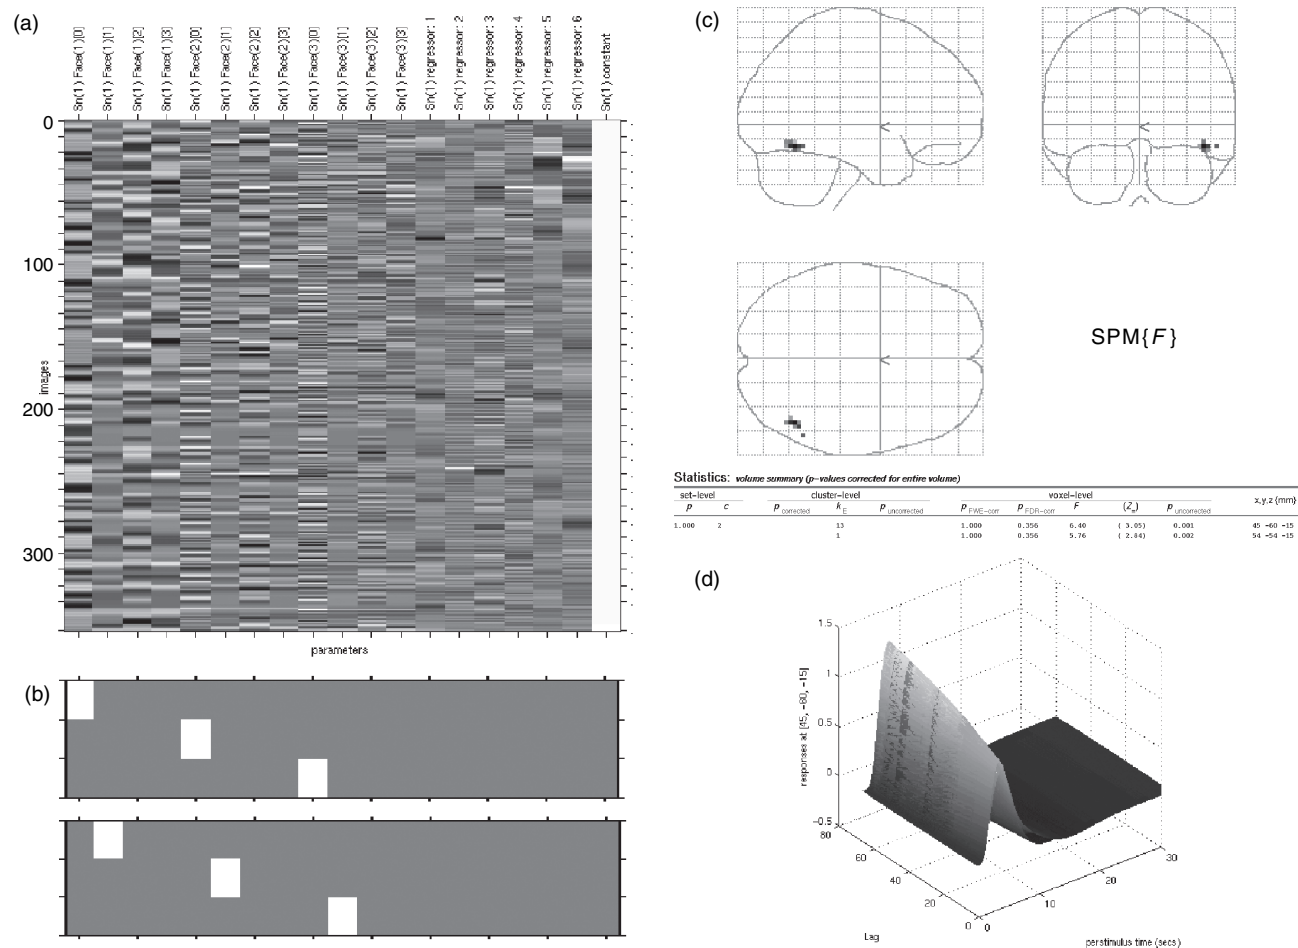 (a)
Sn(1) Face(1)[0]
Sn(1) Face(1)[1]
Sn(1) Face(1)[2]
Sn(1) Face(1)[3]
Sn(1) Face(2)[0]
Sn(1) Face(2)[1]
Sn(1) Face(2)[2]
Sn(1) Face(2)[3]
Sn(1) Face(3)[0]
Sn(1) Face(3)[1]
Sn(1) Face(3)[2]
Sn(1) Face(3)[3]
Sn(1) regressor: 1
Sn(1) regressor: 2
Sn(1) regressor: 3
Sn(1) regressor: 4
Sn(1) regressor: 5
Sn(1) regressor: 6
Sn(1) constant
0
100
200
300
images
parameters
(b)
(c)
SPM{F}
Statistics: volume summary (p-values corrected for entire volume)
set-level cluster-level voxel-level x,y,z {mm}
p c p corrected k E p uncorrected p FWE-corr p FDR-corr F (Z≡) p uncorrected
1.000 2 13 1.000 0.356 6.40 ( 3.05) 0.001 45 -60 -15
1 1.000 0.356 5.76 ( 2.84) 0.002 54 -54 -15
(d)
1.5
1
0.5
0
-0.5
responses at [45, -60, -15]
80
60
40
20
0
Lag
0
10
20
30
peristimulus time (secs)